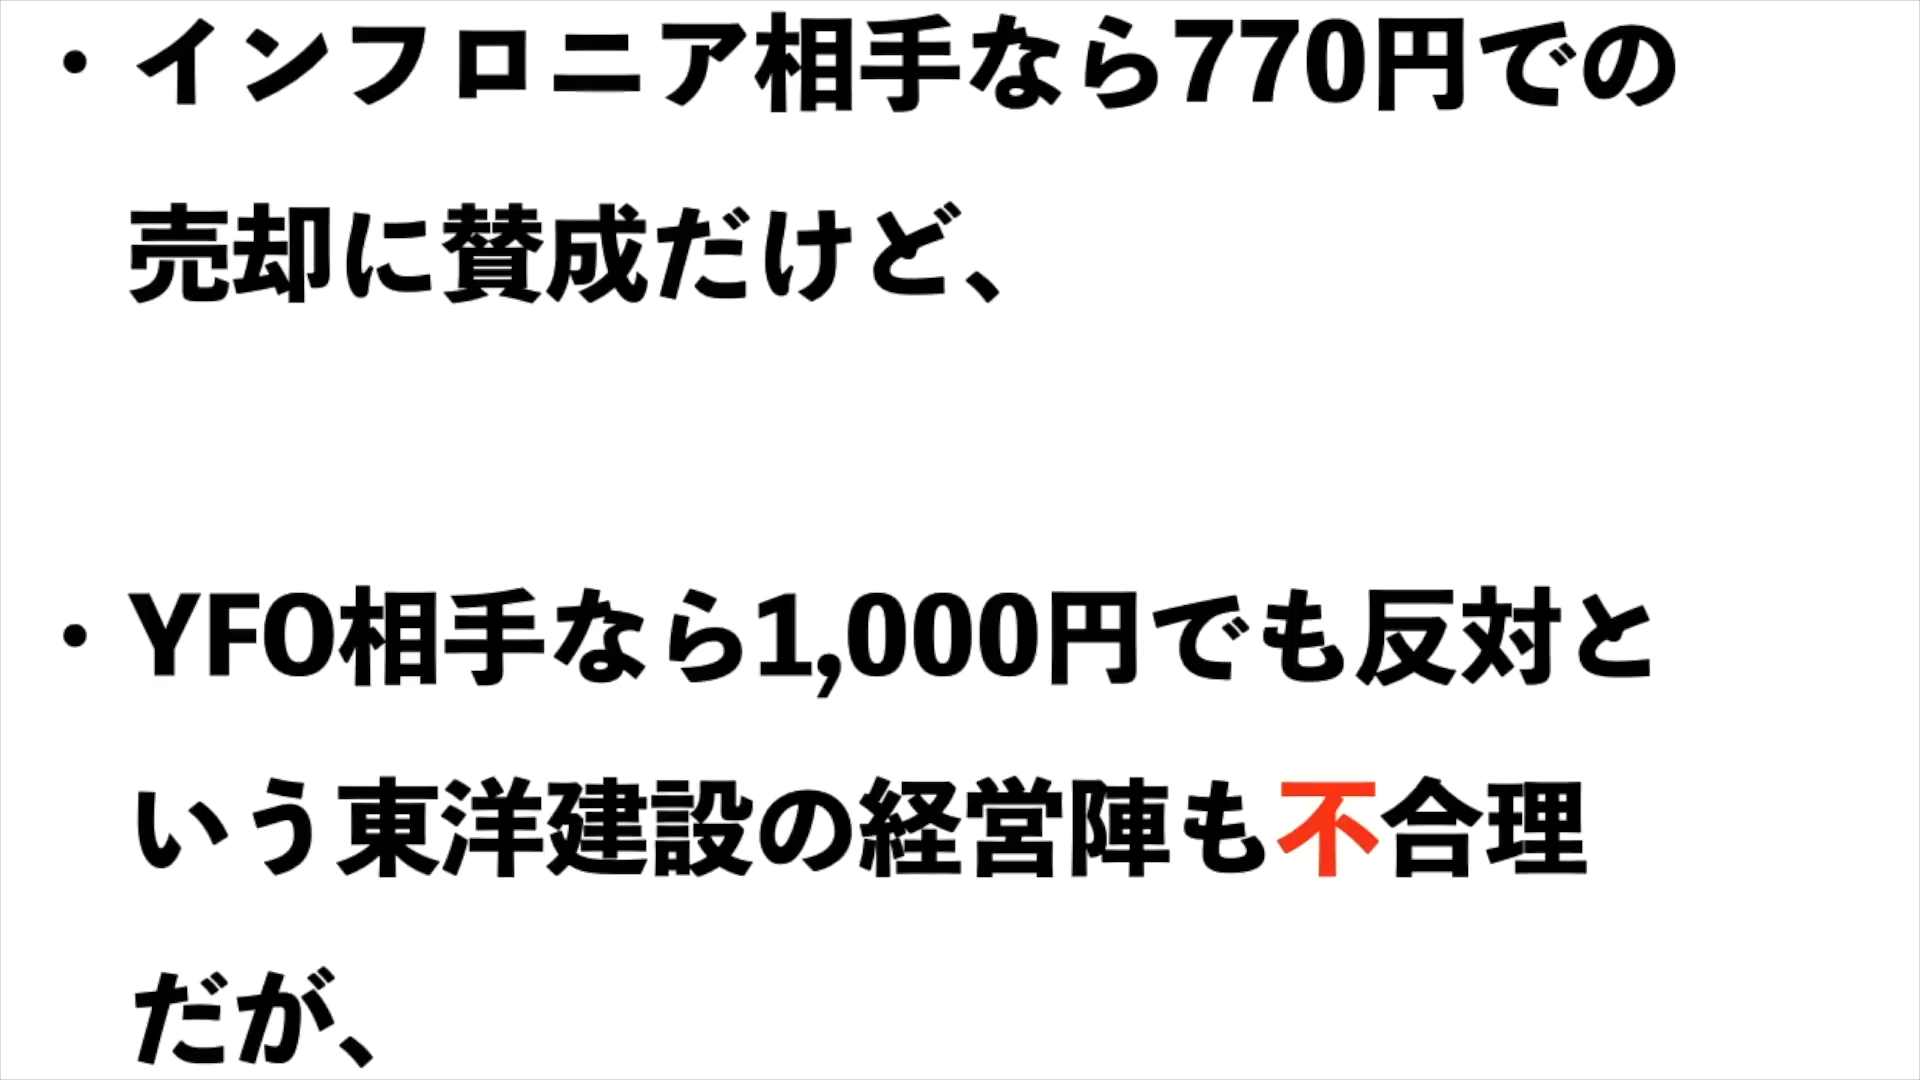 ・インフロニア相手なら770円での
売却に賛成だけど、
・YFO相手なら1,000円でも反対と
いう東洋建設の経営陣も不合理
だが、